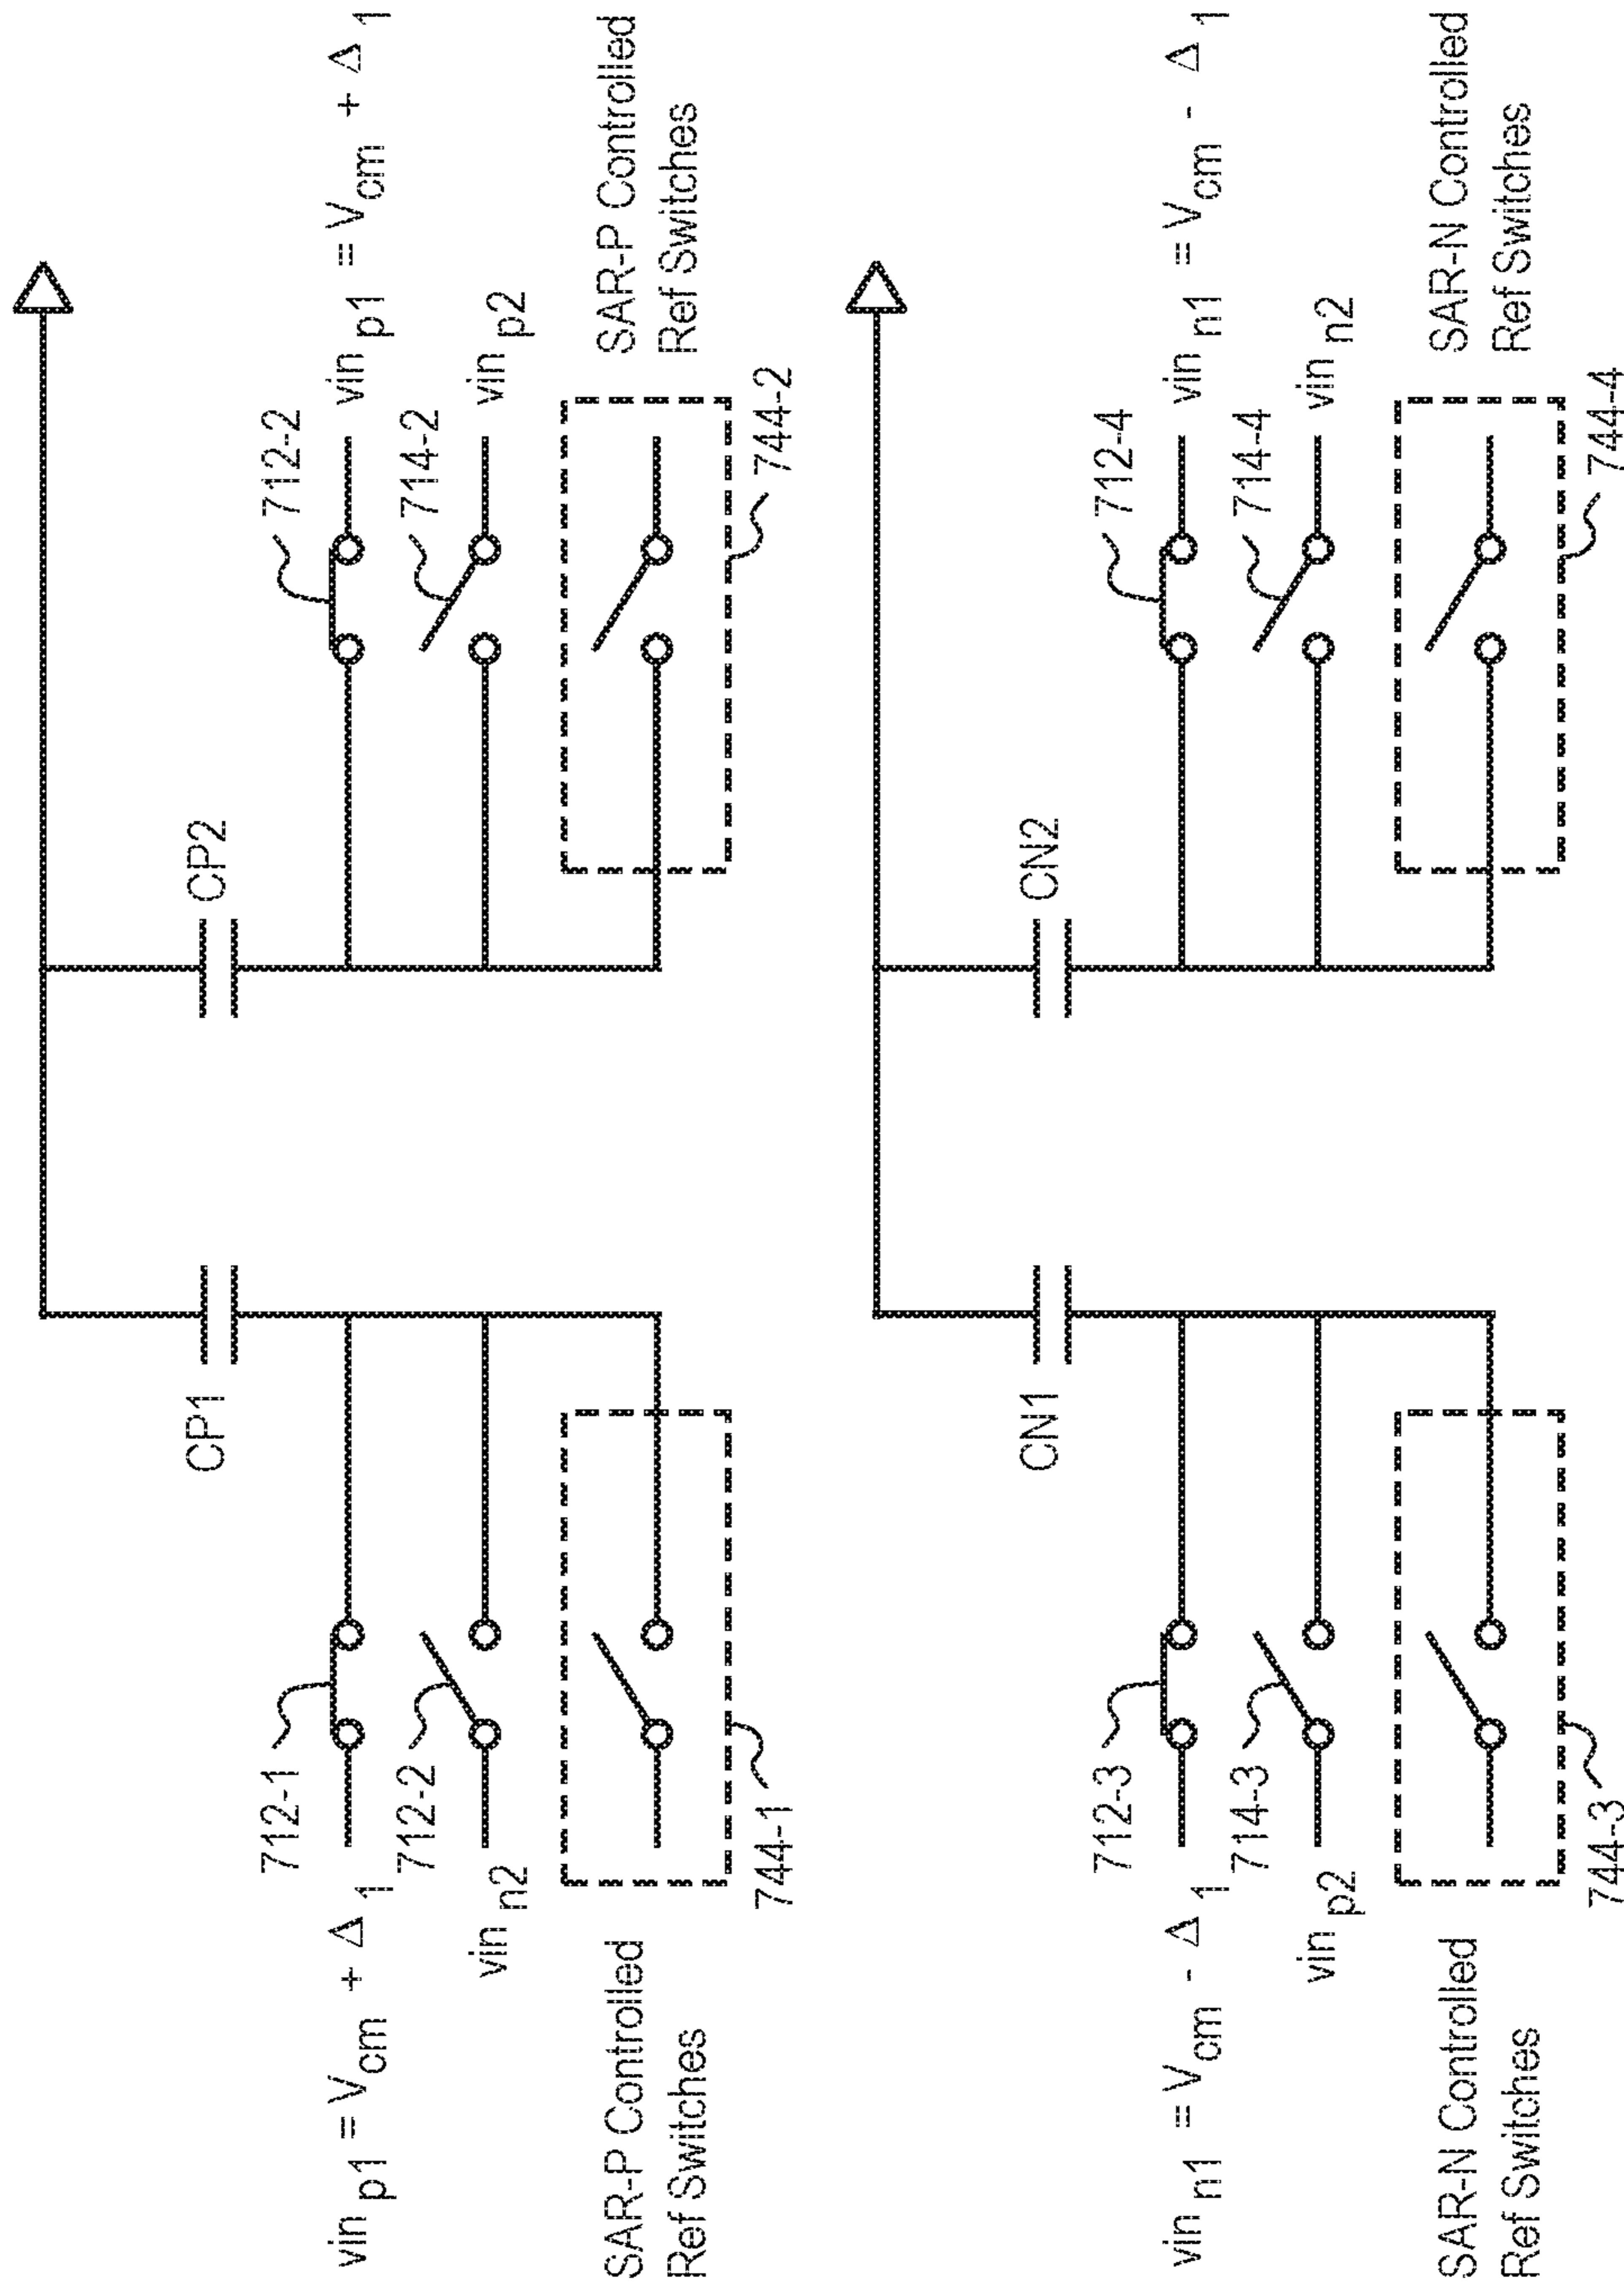 CP1
CP2
712-1
712-2
vin p1 = Vcm + Δ 1
vin p1 = Vcm + Δ 1
712-2
714-2
vin n2
vin p2
SAR-P Controlled
Ref Switches
SAR-P Controlled
Ref Switches
744-1
744-2
CN1
CN2
712-3
712-4
vin n1 = Vcm - Δ 1
vin n1 = Vcm - Δ 1
714-3
714-4
vin p2
vin n2
SAR-N Controlled
Ref Switches
SAR-N Controlled
Ref Switches
744-3
744-4